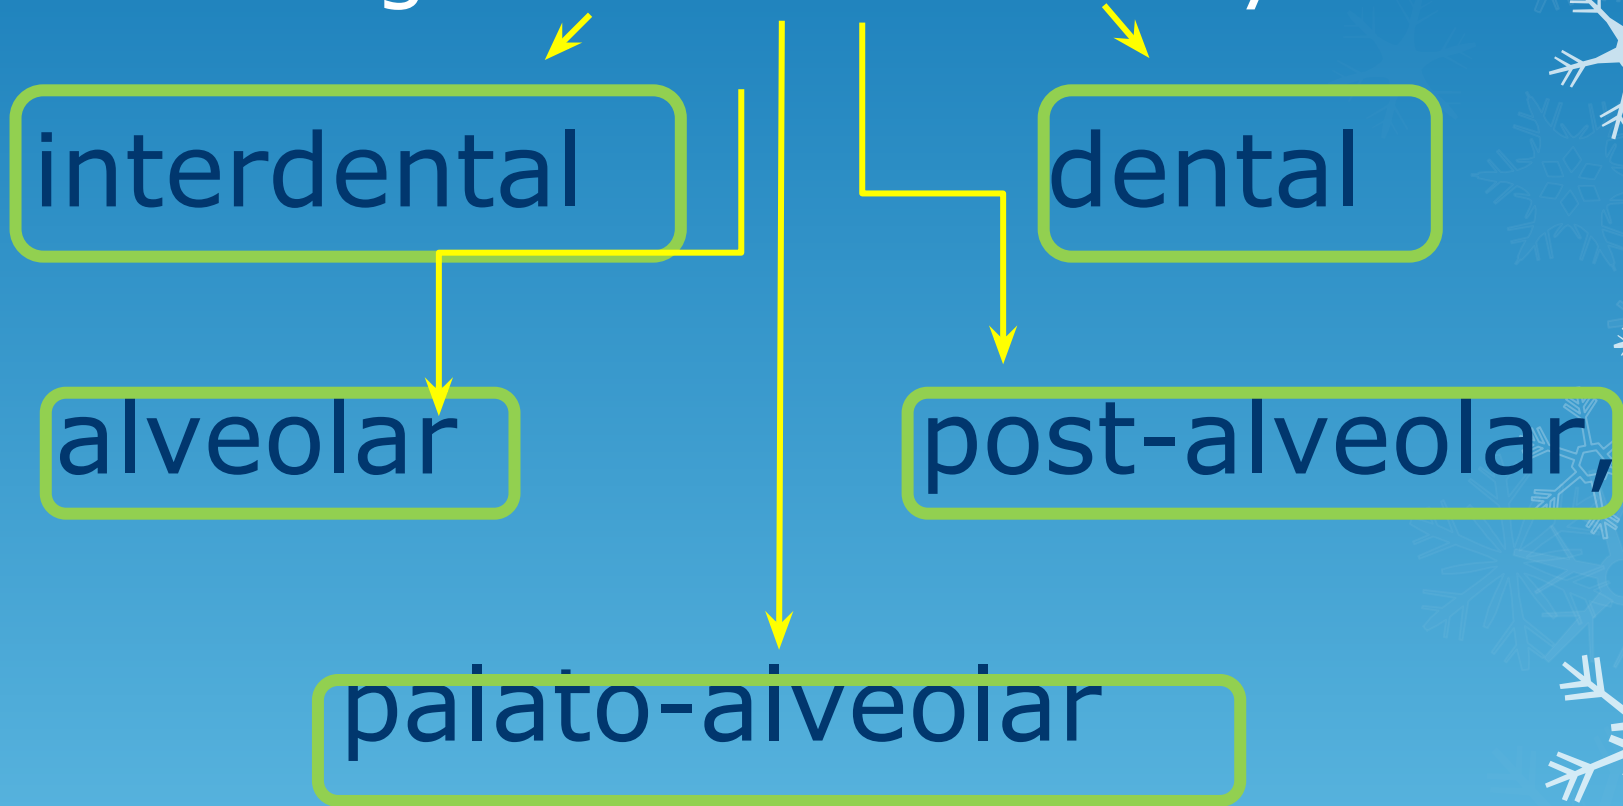 interdental
dental
alveolar
post-alveolar,
palato-alveolar